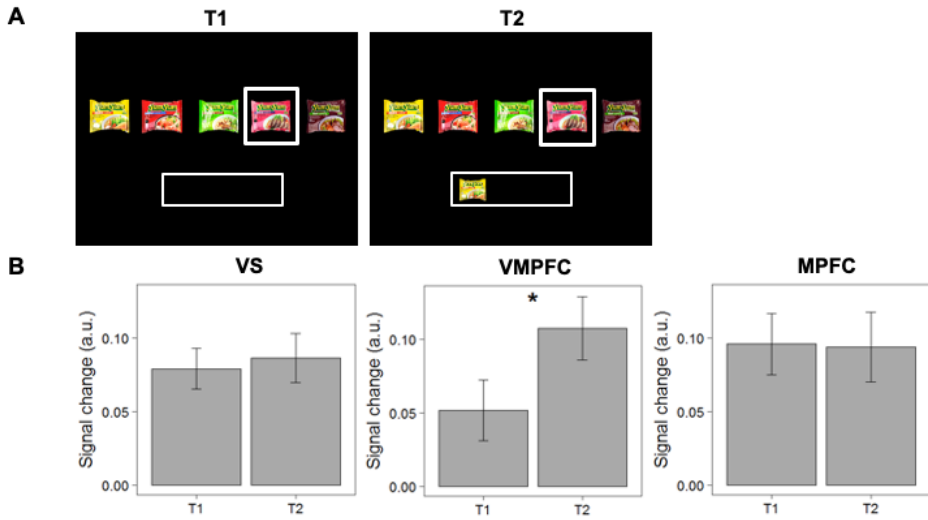 A
T1
T2
B
VS
VMPFC
MPFC
Signal change (a.u.)
0.10
0.05
0.00
T1
T2
Signal change (a.u.)
0.10
0.05
0.00
*
T1
T2
Signal change (a.u.)
0.10
0.05
0.00
T1
T2